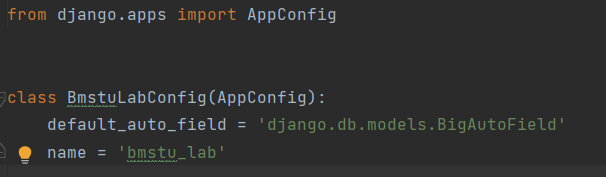 from django.apps import AppConfig
class BmstuLabConfig(AppConfig):
default_auto_field = 'django.db.models.BigAutoField'
name = 'bmstu_lab'